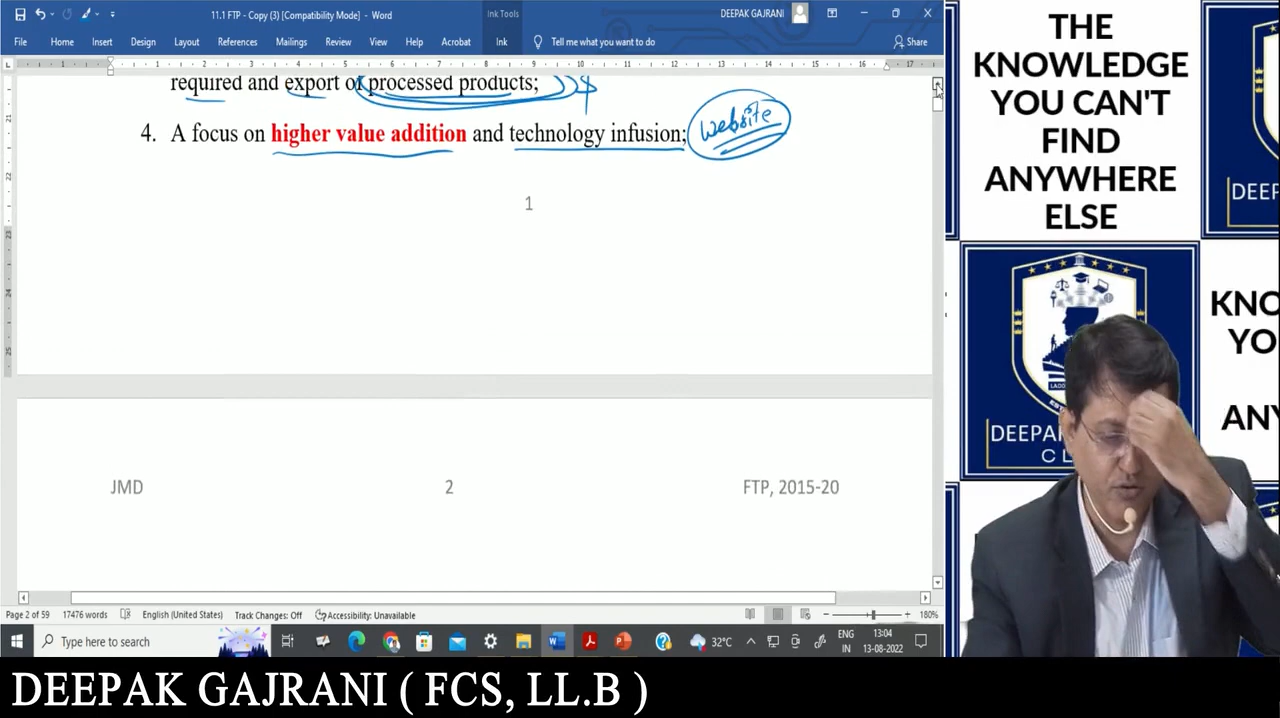 11.1 FTP - Copy (3) [Compatibility Mode] - Word
Ink Tools
DEEPAK GAJRANI
File Home Insert Design Layout References Mailings Review View Help Acrobat Ink Tell me what you want to do Share
required and export of processed products; $
4. A focus on higher value addition and technology infusion; website
1
JMD 2 FTP, 2015-20
Page 2 of 59 17476 words English (United States) Track Changes: Off Accessibility: Unavailable 180%
Type here to search
32°C
ENG
IN
13:04
13-08-2022
THE
KNOWLEDGE
YOU CAN'T
FIND
ANYWHERE
ELSE
DEEP
KNO
YO
ANY
DEEPA
CL
DEEPAK GAJRANI ( FCS, LL.B )